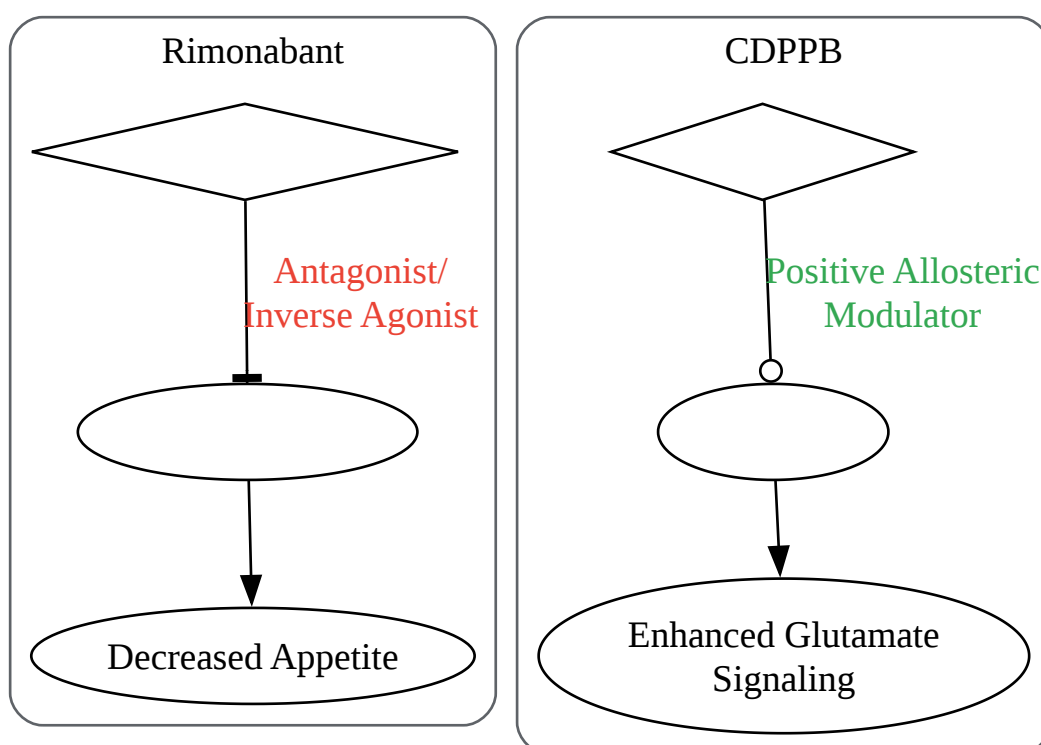 Rimonabant
Antagonist/
Inverse Agonist
Decreased Appetite
CDPPB
Positive Allosteric
Modulator
Enhanced Glutamate
Signaling